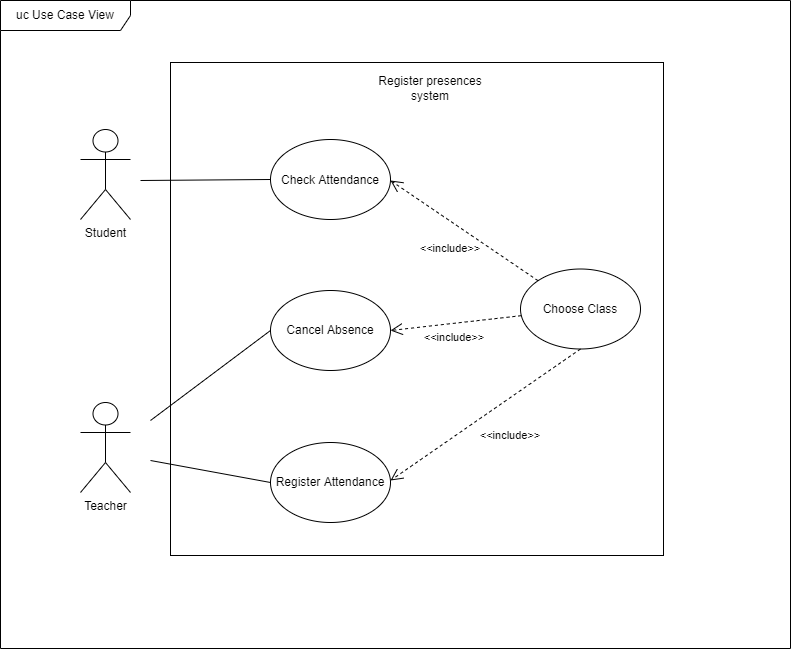 uc Use Case View
Register presences
system
Check Attendance
Student
<<include>>
Choose Class
Cancel Absence
<<include>>
<<include>>
Register Attendance
Teacher